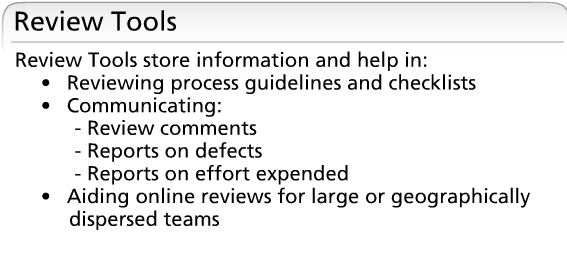 Review Tools
Review Tools store information and help in:
• Reviewing process guidelines and checklists
• Communicating:
- Review comments
- Reports on defects
- Reports on effort expended
• Aiding online reviews for large or geographically
dispersed teams